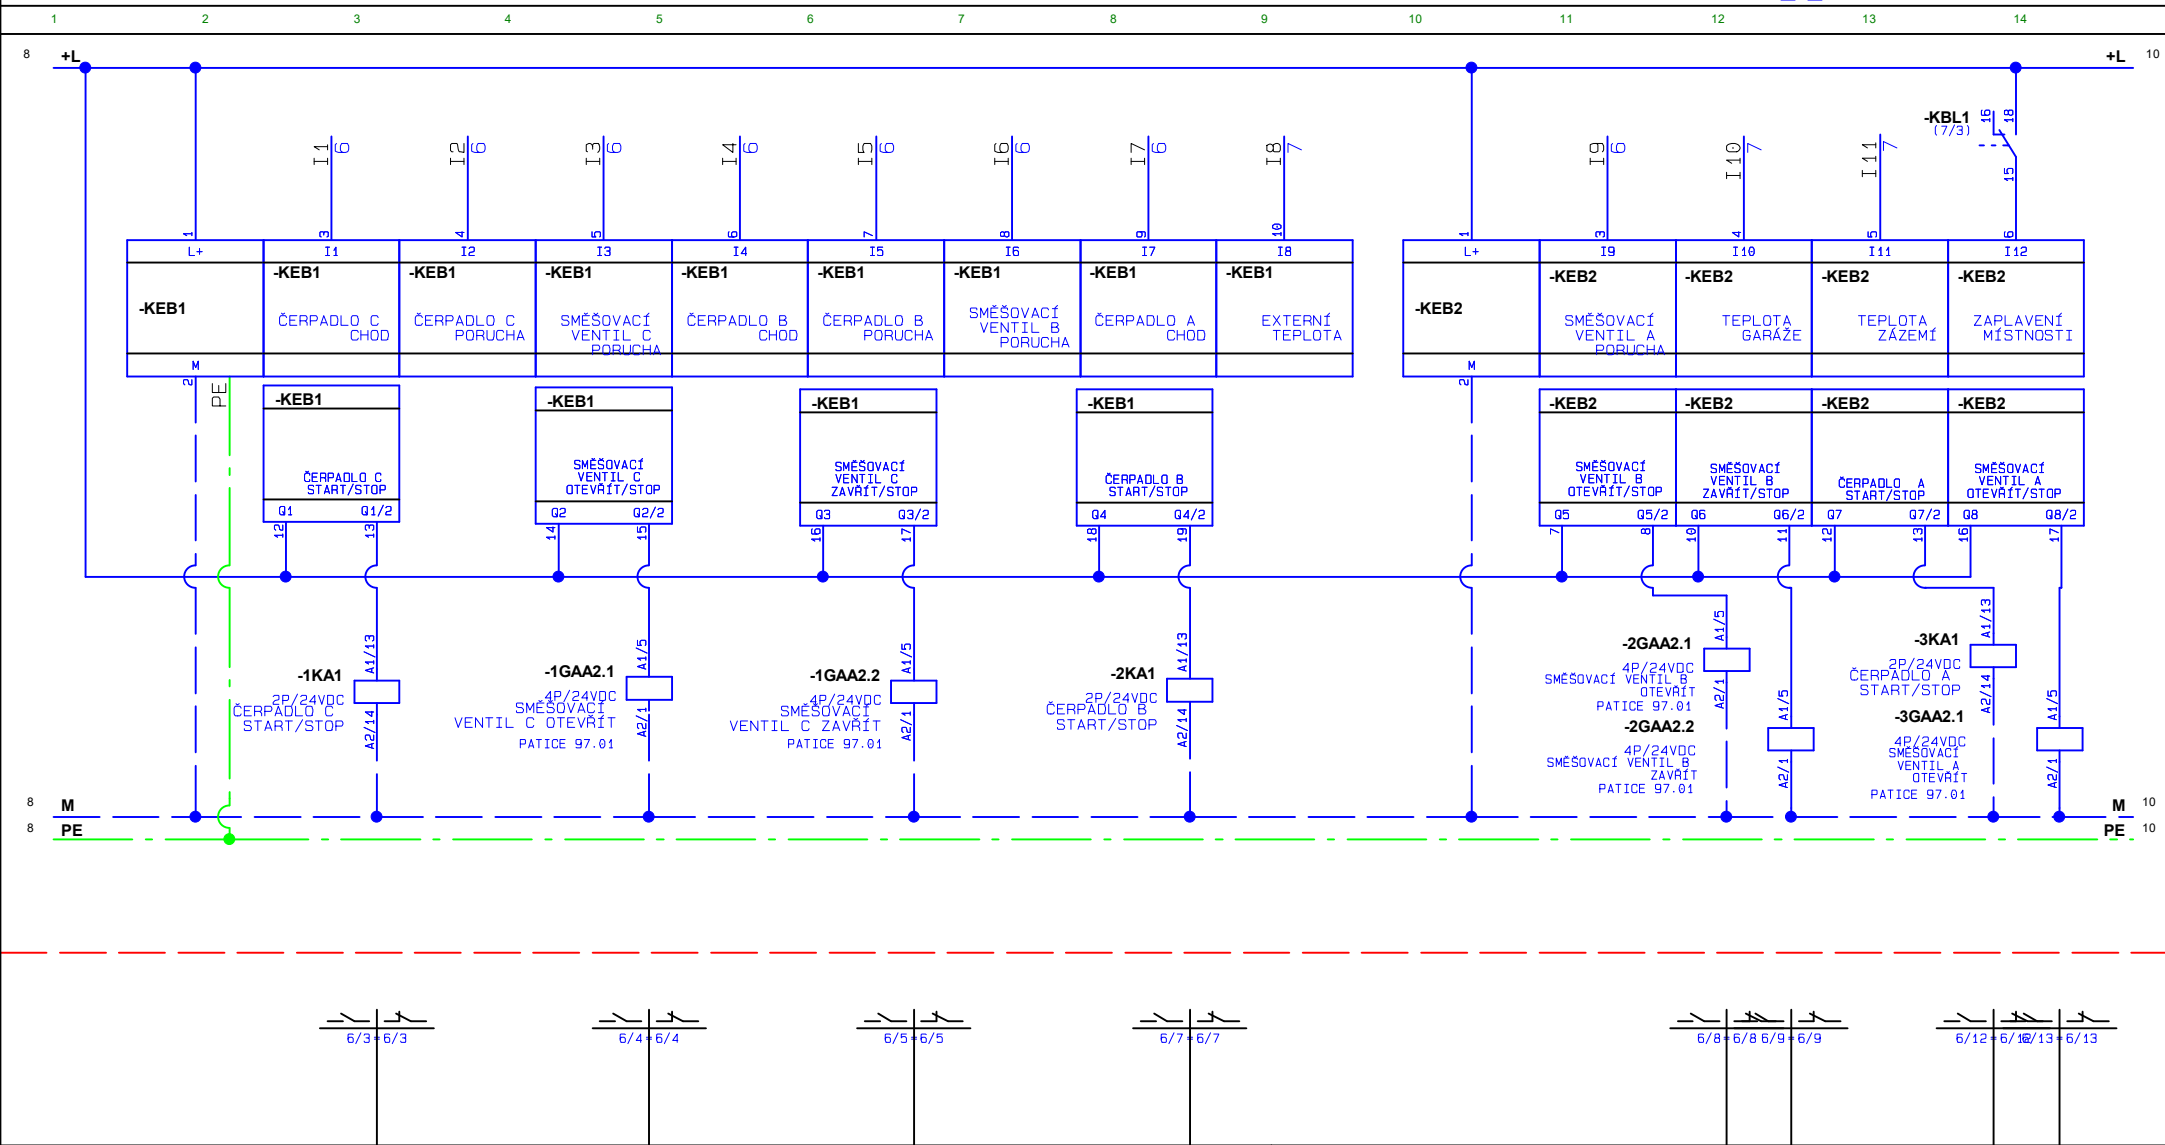 1 2 3 4 5 6 7 8 9 10 11 12 13 14
8 +L +L 10
-KBL1 16 18
(7/3)
15
I1 6 I2 6 I3 6 I4 6 I5 6 I6 6 I7 6 I8 7 I9 6 I10 7 I11 7
1 3 4 5 6 7 8 9 10 1 3 4 5 6
L+ I1 I2 I3 I4 I5 I6 I7 I8 L+ I9 I10 I11 I12
-KEB1
-KEB1
ČERPADLO C
CHOD
-KEB1
ČERPADLO C
PORUCHA
-KEB1
SMĚŠOVACÍ
VENTIL C
PORUCHA
-KEB1
ČERPADLO B
CHOD
-KEB1
ČERPADLO B
PORUCHA
-KEB1
SMĚŠOVACÍ
VENTIL B
PORUCHA
-KEB1
ČERPADLO A
CHOD
-KEB1
EXTERNÍ
TEPLOTA
-KEB2
-KEB2
SMĚŠOVACÍ
VENTIL A
PORUCHA
-KEB2
TEPLOTA
GARÁŽE
-KEB2
TEPLOTA
ZÁZEMÍ
-KEB2
ZAPLAVENÍ
MÍSTNOSTI
M M
2 PE 2
-KEB1
ČERPADLO C
START/STOP
Q1 Q1/2
12 13
-KEB1
SMĚŠOVACÍ
VENTIL C
OTEVŘÍT/STOP
Q2 Q2/2
14 15
-KEB1
SMĚŠOVACÍ
VENTIL C
ZAVŘÍT/STOP
Q3 Q3/2
16 17
-KEB1
ČERPADLO B
START/STOP
Q4 Q4/2
18 19
-KEB2
SMĚŠOVACÍ
VENTIL B
OTEVŘÍT/STOP
Q5 Q5/2
7 8
-KEB2
SMĚŠOVACÍ
VENTIL B
ZAVŘÍT/STOP
Q6 Q6/2
10 11
-KEB2
ČERPADLO A
START/STOP
Q7 Q7/2
12 13
-KEB2
SMĚŠOVACÍ
VENTIL A
OTEVŘÍT/STOP
Q8 Q8/2
16 17
A1/13
-1KA1
2P/24VDC
ČERPADLO C
START/STOP
A2/14
A1/5
-1GAA2.1
4P/24VDC
SMĚŠOVACÍ
VENTIL C OTEVŘÍT
PATICE 97.01
A2/1
A1/5
-1GAA2.2
4P/24VDC
SMĚŠOVACÍ
VENTIL C ZAVŘÍT
PATICE 97.01
A2/1
A1/13
-2KA1
2P/24VDC
ČERPADLO B
START/STOP
A2/14
A1/5
-2GAA2.1
4P/24VDC
SMĚŠOVACÍ VENTIL B
OTEVŘÍT
PATICE 97.01
A2/1
A1/5
-2GAA2.2
4P/24VDC
SMĚŠOVACÍ VENTIL B
ZAVŘÍT
PATICE 97.01
A2/1
A1/13
-3KA1
2P/24VDC
ČERPADLO A
START/STOP
A2/14
A1/5
-3GAA2.1
4P/24VDC
SMĚŠOVACÍ
VENTIL A
OTEVŘÍT
PATICE 97.01
A2/1
8 M M 10
8 PE PE 10
6/3 6/3 6/4 6/4 6/5 6/5 6/7 6/7 6/8 6/8 6/9 6/9 6/12 6/12 6/13 6/13